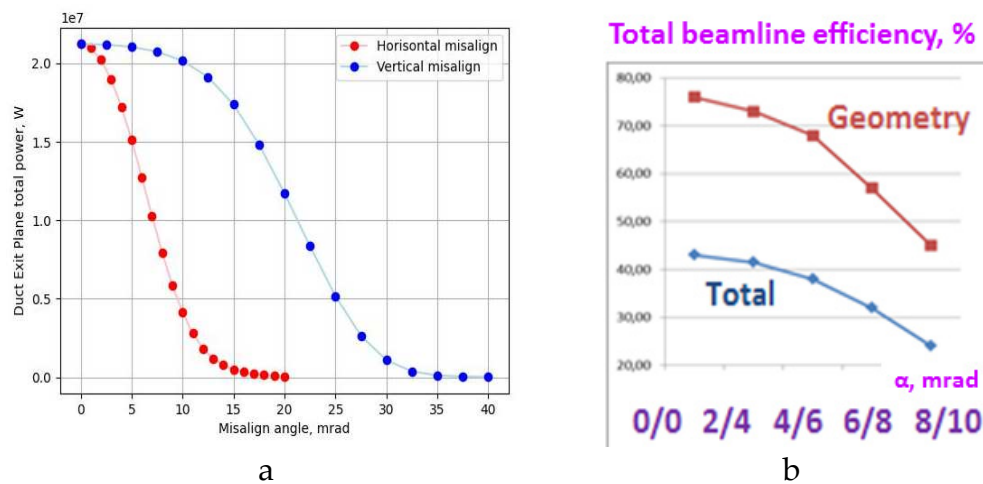 1e7
Horisontal misalign
Vertical misalign
2.0
1.5
1.0
0.5
0.0
Duct Exit Plane total power, W
0 5 10 15 20 25 30 35 40
Misalign angle, mrad
a
Total beamline efficiency, %
80,00
70,00
60,00
50,00
40,00
30,00
20,00
Geometry
Total
α, mrad
0/0 2/4 4/6 6/8 8/10
b